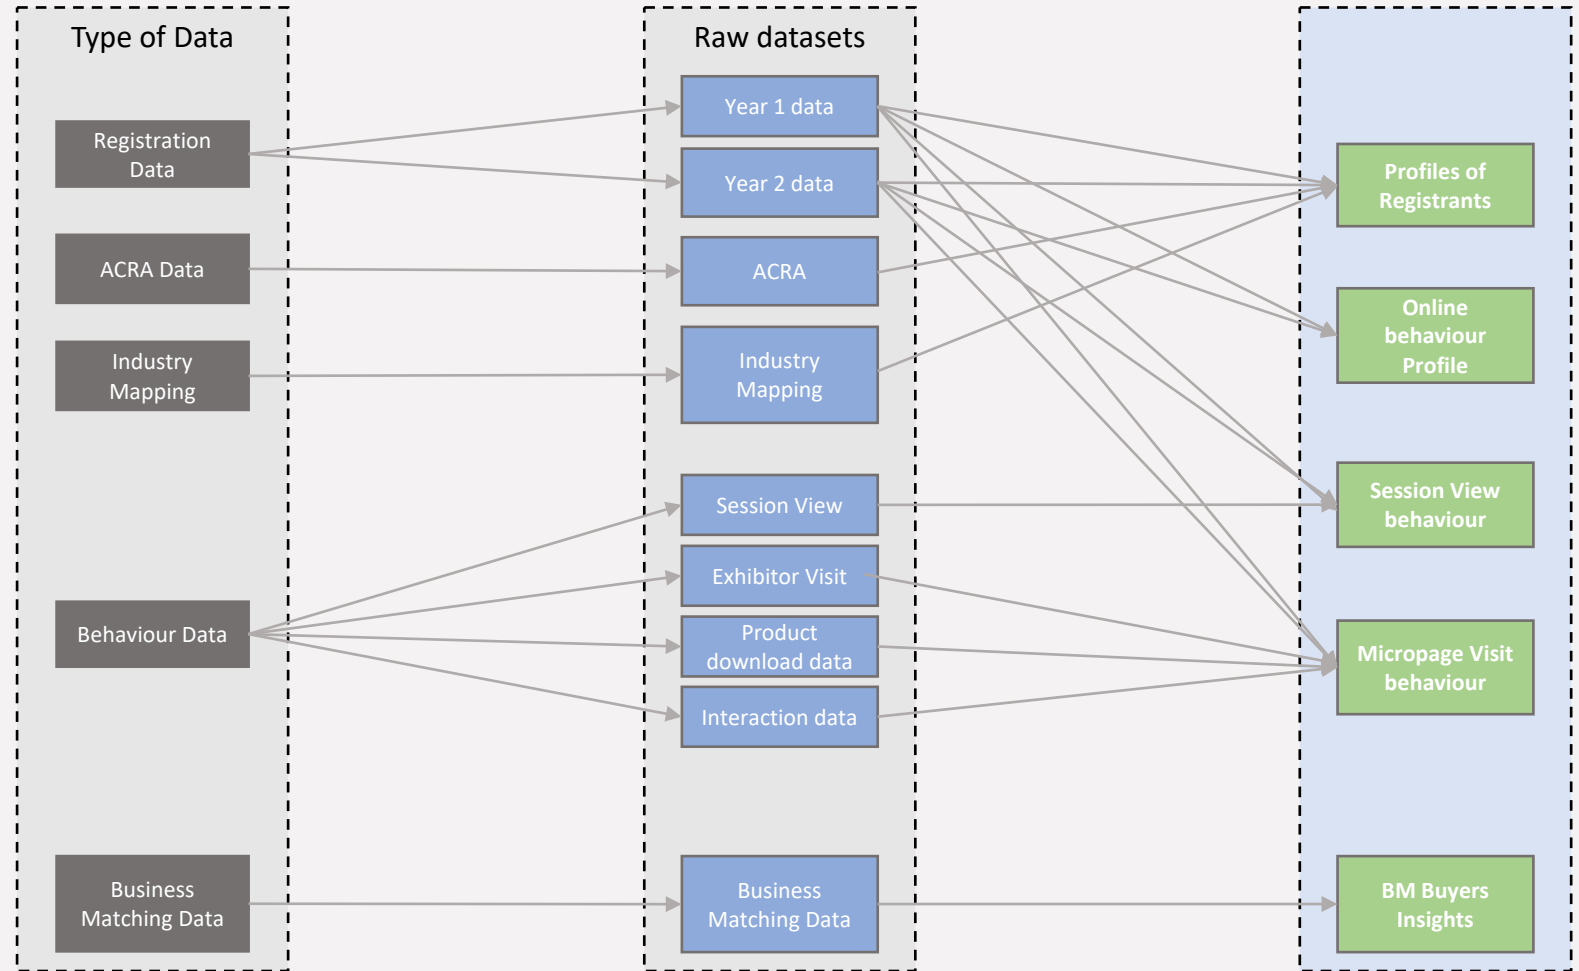 Type of Data
Registration
Data
ACRA Data
Industry
Mapping
Behaviour Data
Business
Matching Data
Raw datasets
Year 1 data
Year 2 data
ACRA
Industry
Mapping
Session View
Exhibitor Visit
Product
download data
Interaction data
Business
Matching Data
Profiles of
Registrants
Online
behaviour
Profile
Session View
behaviour
Micropage Visit
behaviour
BM Buyers
Insights